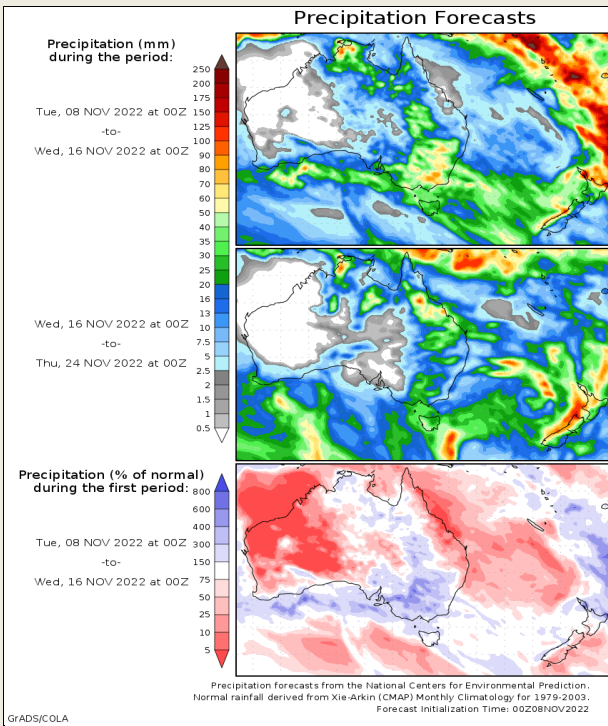 Precipitation Forecasts
Precipitation (mm)
during the period:
Tue, 08 NOV 2022 at 00Z
-to-
Wed, 16 NOV 2022 at 00Z
250
200
175
150
125
100
90
80
70
60
50
40
35
30
25
20
16
13
10
7.5
5
2.5
2
1.5
1
0.5
Wed, 16 NOV 2022 at 00Z
-to-
Thu, 24 NOV 2022 at 00Z
Precipitation (% of normal)
during the first period:
Tue, 08 NOV 2022 at 00Z
-to-
Wed, 16 NOV 2022 at 00Z
800
600
400
300
150
75
50
25
10
5
Precipitation forecasts from the National Centers for Environmental Prediction.
Normal rainfall derived from Xie-Arkin (CMAP) Monthly Climatology for 1979-2003.
Forecast Initialization Time: 00Z08NOV2022
GrADS/COLA